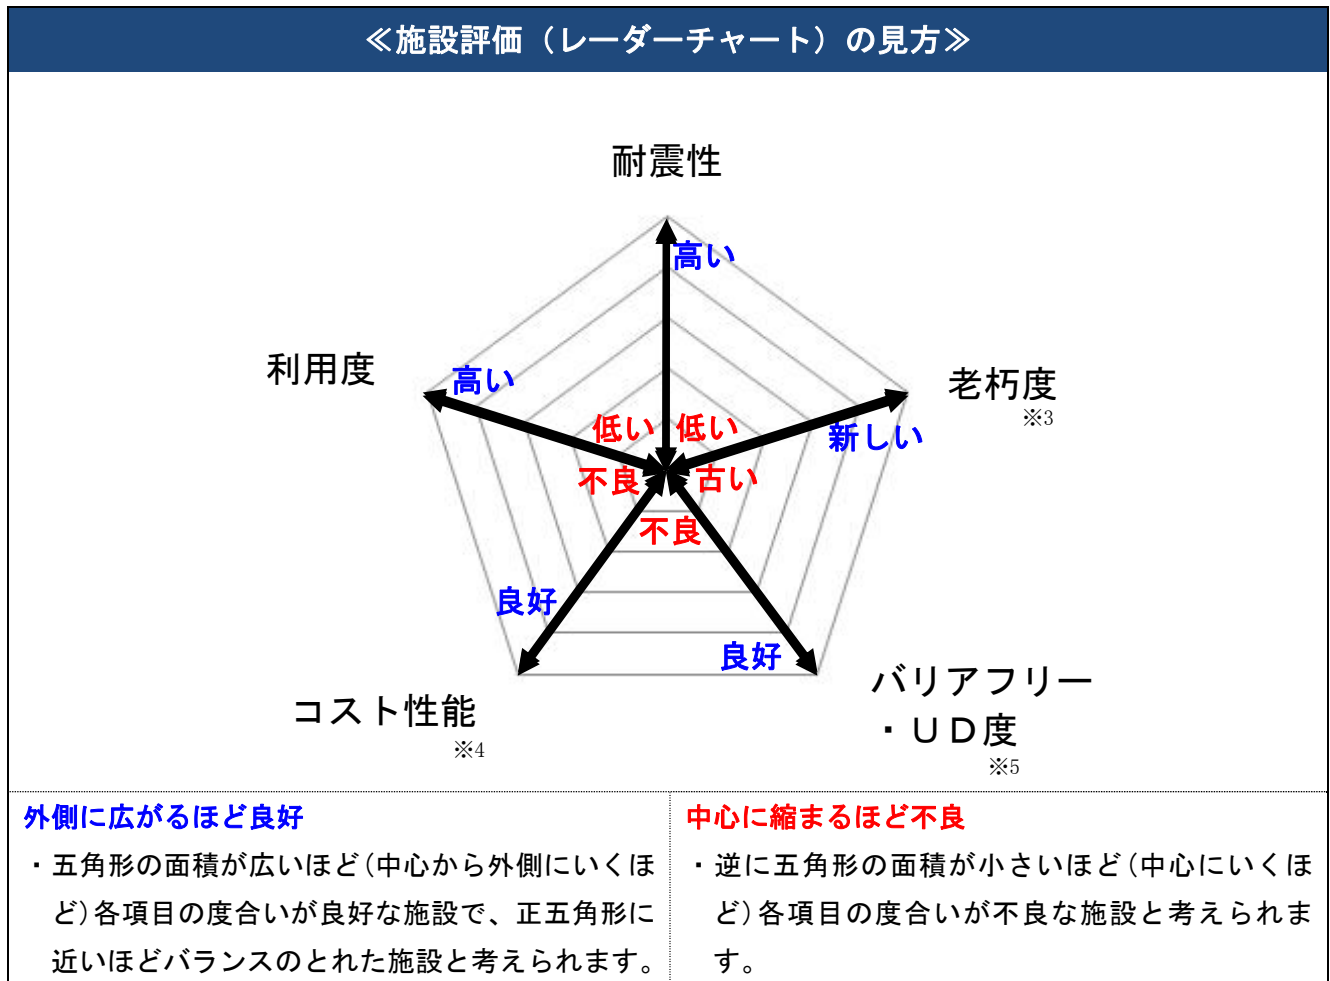 ≪施設評価（レーダーチャート）の見方≫
耐震性
高い
利用度
高い
老朽度
※3
新しい
低い
低い
不良
古い
不良
良好
良好
コスト性能
※4
バリアフリー
・ＵＤ度
※5
外側に広がるほど良好
・五角形の面積が広いほど(中心から外側にいくほ
ど)各項目の度合いが良好な施設で、正五角形に
近いほどバランスのとれた施設と考えられます。
中心に縮まるほど不良
・逆に五角形の面積が小さいほど(中心にいくほ
ど)各項目の度合いが不良な施設と考えられま
す。